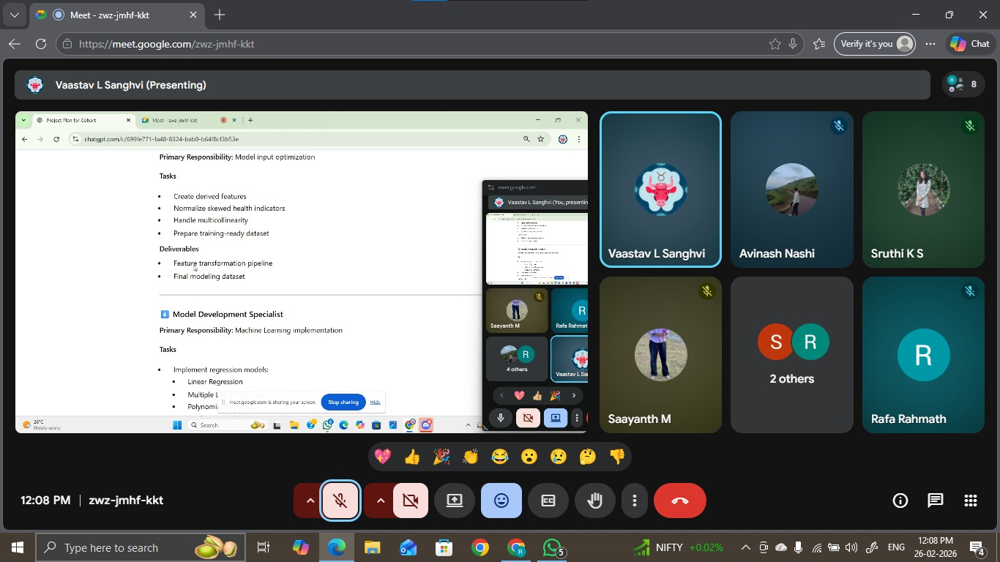 Meet - zwz-jmhf-kkt
https://meet.google.com/zwz-jmhf-kkt
Verify it's you
Chat
Vaastav L Sanghvi (Presenting)
8
Project Plan for Cohort
Meet - zwz-jmhf-kkt
chatgpt.com/c/699fe771-fa48-8324-bab0-b64f8cf3b53e
Primary Responsibility: Model input optimization
Tasks
• Create derived features
• Normalize skewed health indicators
• Handle multicollinearity
• Prepare training-ready dataset
Deliverables
• Feature transformation pipeline
• Final modeling dataset
6 Model Development Specialist
Primary Responsibility: Machine Learning implementation
Tasks
• Implement regression models:
• Linear Regression
• Multiple L
• Polynomi
meet.google.com is sharing your screen.
Stop sharing
Hide
meet.google.com
Vaastav L Sanghvi (You, presentin
Saayanth M
R
Rafa Rahmat
R
4 others
Vaastav L Sa
26°C
Mostly sunny
Search
Vaastav L Sanghvi
Avinash Nashi
Sruthi K S
Saayanth M
S
R
2 others
R
Rafa Rahmath
12:08 PM | zwz-jmhf-kkt
Type here to search
5
NIFTY +0.02%
ENG
12:08 PM
26-02-2026
4